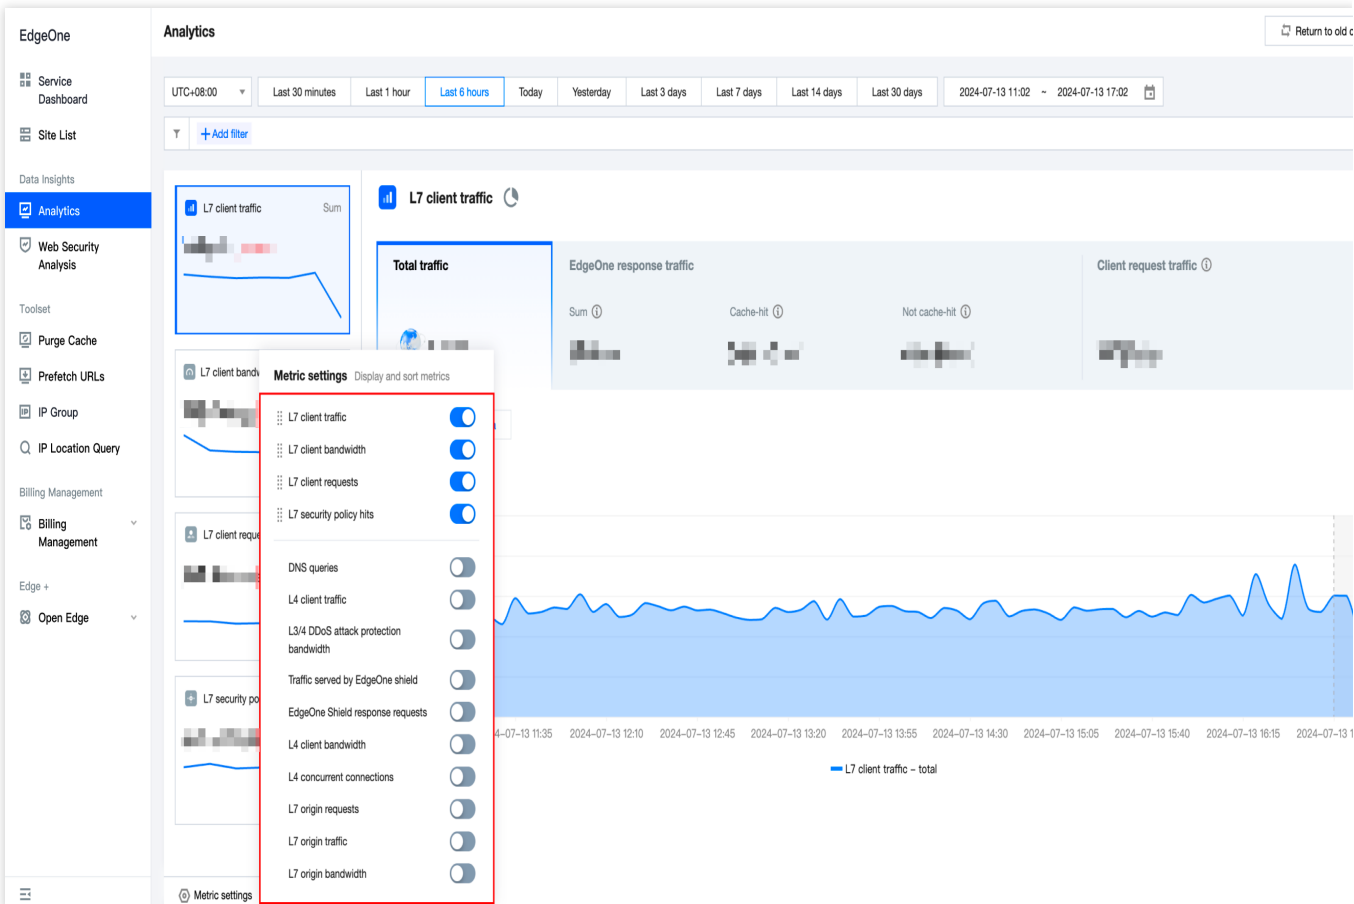 EdgeOne
Analytics
Return to old c
Service
Dashboard
Site List
Data Insights
Analytics
Web Security
Analysis
Toolset
Purge Cache
Prefetch URLs
IP Group
IP Location Query
Billing Management
Billing
Management
Edge +
Open Edge
UTC+08:00
Last 30 minutes
Last 1 hour
Last 6 hours
Today
Yesterday
Last 3 days
Last 7 days
Last 14 days
Last 30 days
2024-07-13 11:02 ~ 2024-07-13 17:02
Add filter
L7 client traffic Sum
L7 client bandw
L7 client reque
L7 security po
Metric settings
L7 client traffic
Total traffic
EdgeOne response traffic
Client request traffic
Sum
Cache-hit
Not cache-hit
Metric settings Display and sort metrics
L7 client traffic
L7 client bandwidth
L7 client requests
L7 security policy hits
DNS queries
L4 client traffic
L3/4 DDoS attack protection
bandwidth
Traffic served by EdgeOne shield
EdgeOne Shield response requests
L4 client bandwidth
L4 concurrent connections
L7 origin requests
L7 origin traffic
L7 origin bandwidth
4-07-13 11:35 2024-07-13 12:10 2024-07-13 12:45 2024-07-13 13:20 2024-07-13 13:55 2024-07-13 14:30 2024-07-13 15:05 2024-07-13 15:40 2024-07-13 16:15 2024-07-13 1
L7 client traffic – total